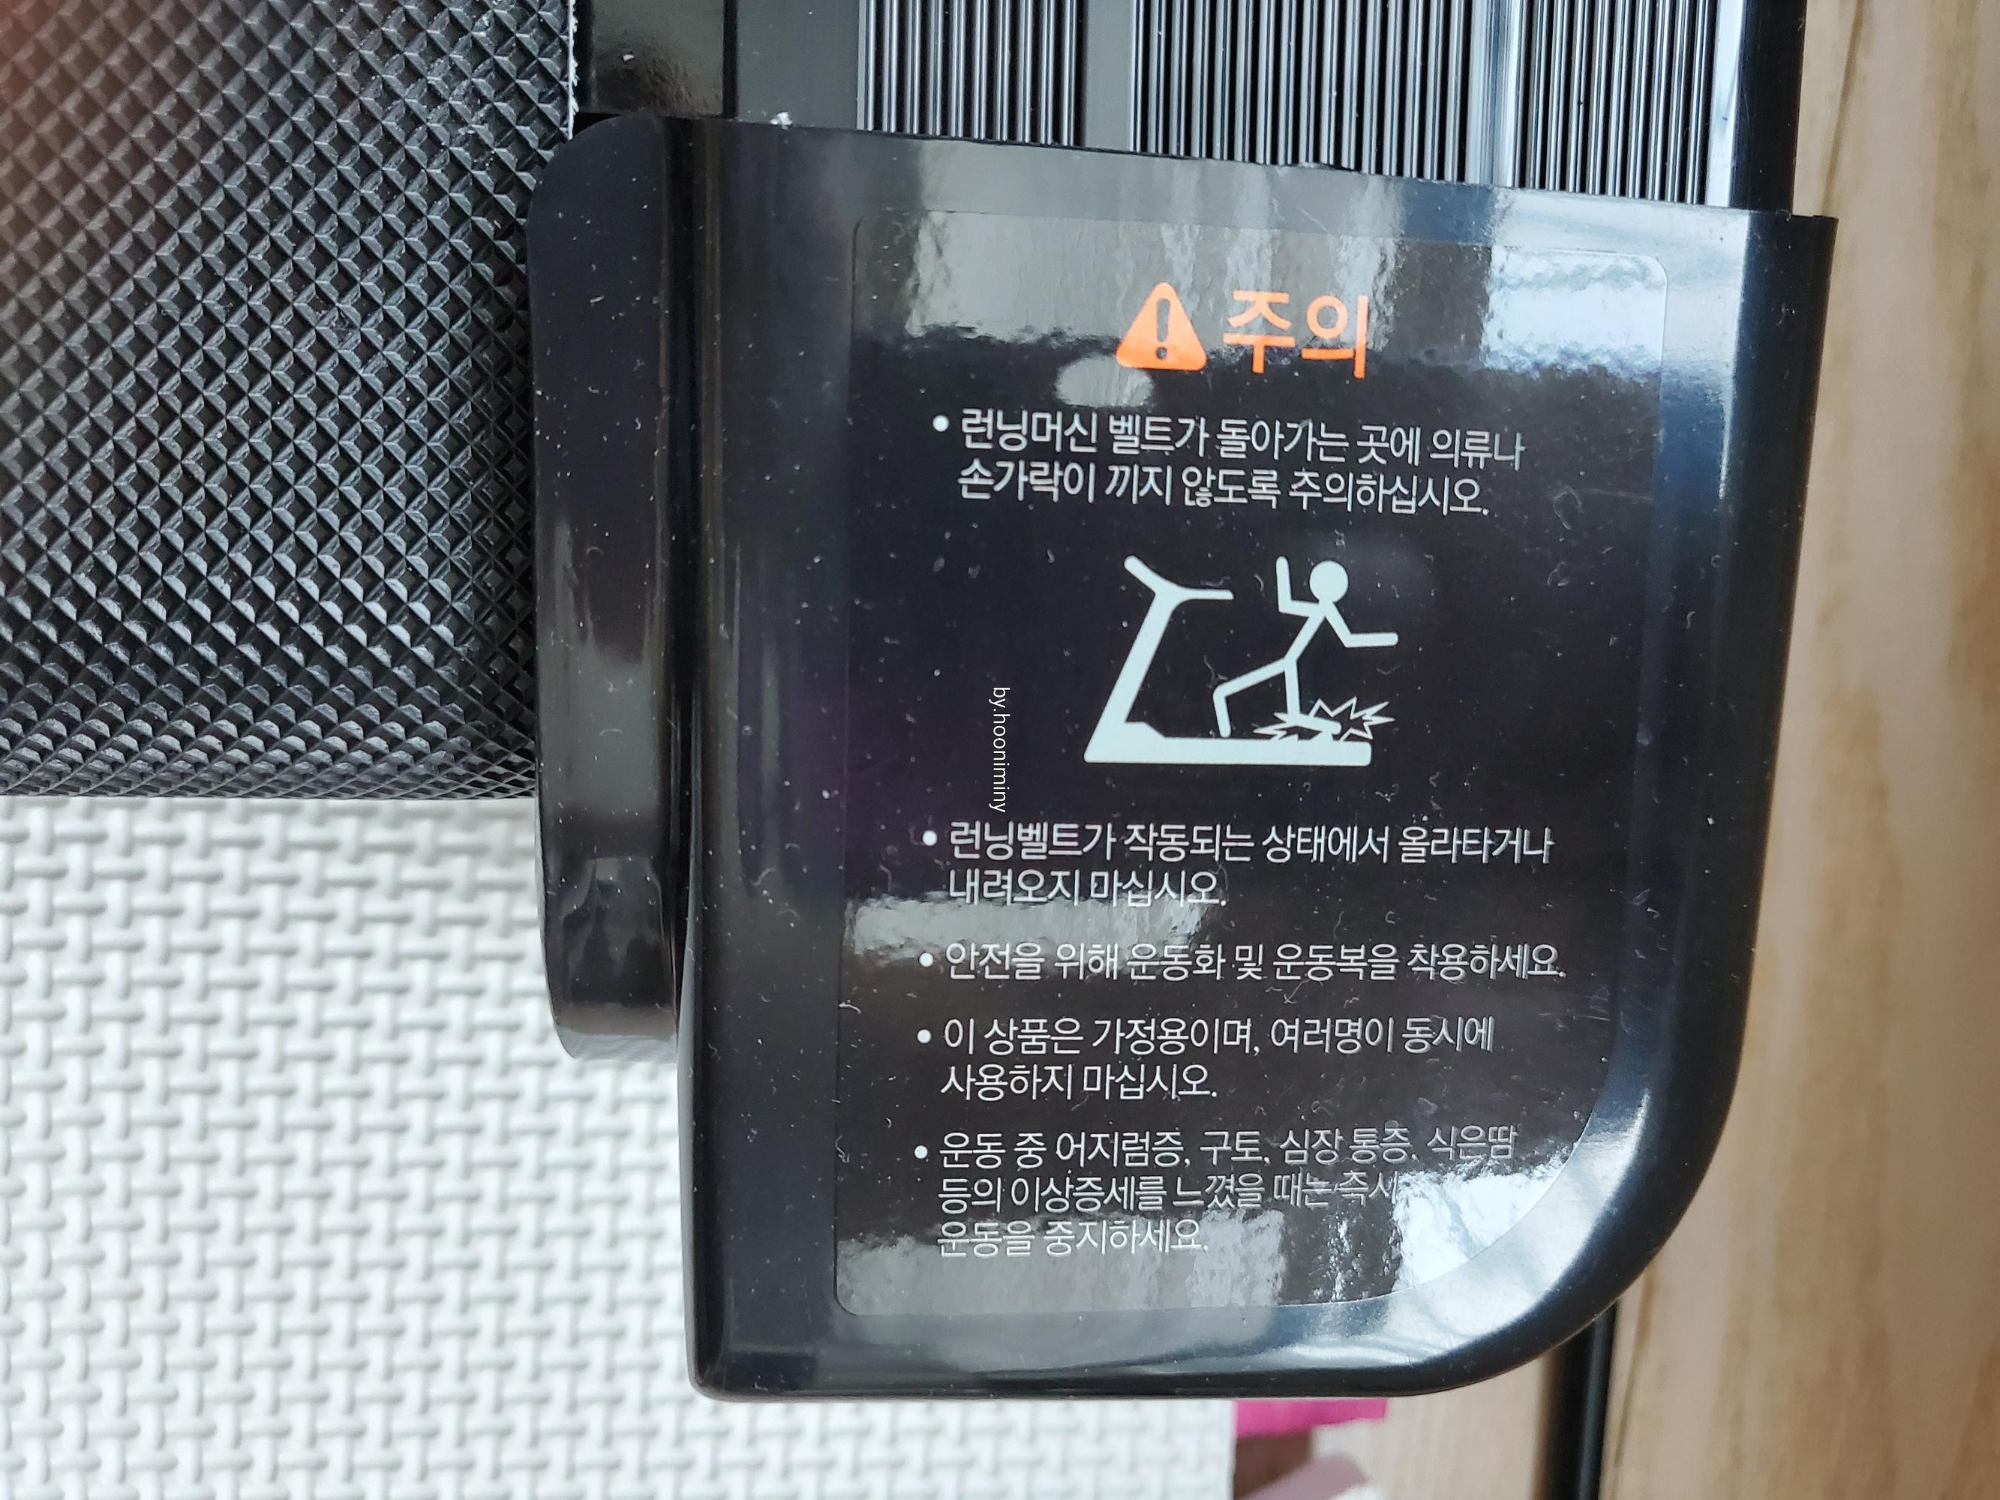 주의
• 런닝머신 벨트가 돌아가는 곳에 의류나
손가락이 끼지 않도록 주의하십시오.
by.hooniminy
• 런닝벨트가 작동되는 상태에서 올라타거나
내려오지 마십시오.
• 안전을 위해 운동화 및 운동복을 착용하세요.
• 이 상품은 가정용이며, 여러명이 동시에
사용하지 마십시오.
• 운동 중 어지럼증, 구토, 심장 통증, 식은땀
등의 이상증세를 느꼈을 때는 즉시
운동을 중지하세요.